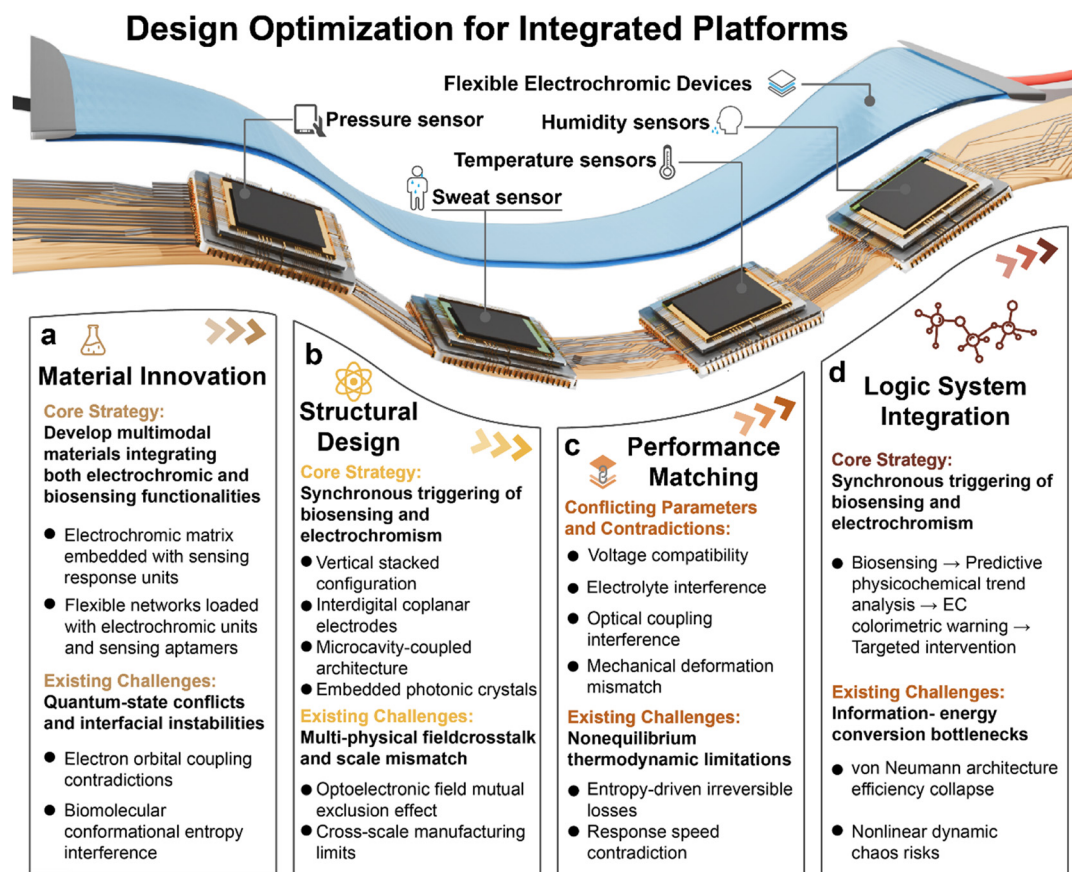 Design Optimization for Integrated Platforms
Flexible Electrochromic Devices
Pressure sensor
Humidity sensors
Temperature sensors
Sweat sensor
a
Material Innovation
Core Strategy:
Develop multimodal
materials integrating
both electrochromic and
biosensing functionalities
● Electrochromic matrix
embedded with sensing
response units
● Flexible networks loaded
with electrochromic units
and sensing aptamers
Existing Challenges:
Quantum-state conflicts
and interfacial instabilities
● Electron orbital coupling
contradictions
● Biomolecular
conformational entropy
interference
b
Structural
Design
Core Strategy:
Synchronous triggering of
biosensing and
electrochromism
● Vertical stacked
configuration
● Interdigital coplanar
electrodes
● Microcavity-coupled
architecture
● Embedded photonic crystals
Existing Challenges:
Multi-physical fieldcrosstalk
and scale mismatch
● Optoelectronic field mutual
exclusion effect
● Cross-scale manufacturing
limits
c
Performance
Matching
Conflicting Parameters
and Contradictions:
● Voltage compatibility
● Electrolyte interference
● Optical coupling
interference
● Mechanical deformation
mismatch
Existing Challenges:
Nonequilibrium
thermodynamic limitations
● Entropy-driven irreversible
losses
● Response speed
contradiction
d
Logic System
Integration
Core Strategy:
Synchronous triggering of
biosensing and
electrochromism
● Biosensing → Predictive
physicochemical trend
analysis → EC
colorimetric warning →
Targeted intervention
Existing Challenges:
Information- energy
conversion bottlenecks
● von Neumann architecture
efficiency collapse
● Nonlinear dynamic
chaos risks